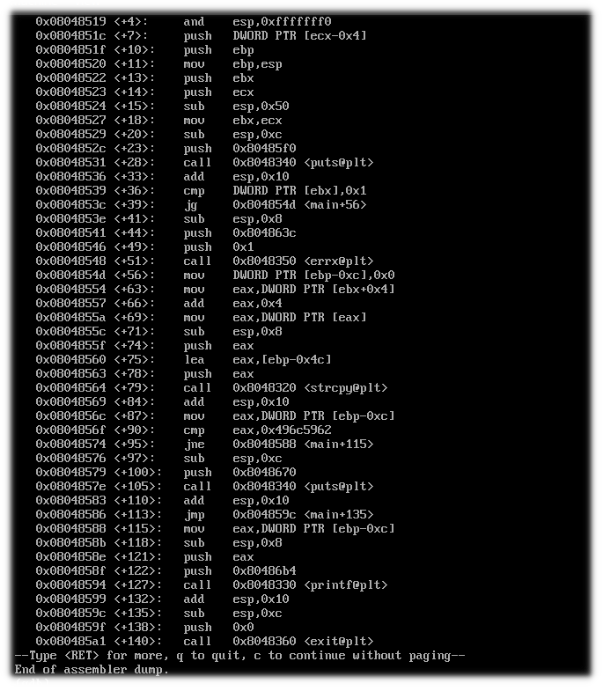 0x08048519 <+4>: and esp,0xfffffff0
0x0804851c <+7>: push DWORD PTR [ecx-0x4]
0x0804851f <+10>: push ebp
0x08048520 <+11>: mov ebp,esp
0x08048522 <+13>: push ebx
0x08048523 <+14>: push ecx
0x08048524 <+15>: sub esp,0x50
0x08048527 <+18>: mov ebx,ecx
0x08048529 <+20>: sub esp,0xc
0x0804852c <+23>: push 0x80485f0
0x08048531 <+28>: call 0x8048340 <puts@plt>
0x08048536 <+33>: add esp,0x10
0x08048539 <+36>: cmp DWORD PTR [ebx],0x1
0x0804853c <+39>: jg 0x804854d <main+56>
0x0804853e <+41>: sub esp,0x8
0x08048541 <+44>: push 0x804863c
0x08048546 <+49>: push 0x1
0x08048548 <+51>: call 0x8048350 <errx@plt>
0x0804854d <+56>: mov DWORD PTR [ebp-0xc],0x0
0x08048554 <+63>: mov eax,DWORD PTR [ebx+0x4]
0x08048557 <+66>: add eax,0x4
0x0804855a <+69>: mov eax,DWORD PTR [eax]
0x0804855c <+71>: sub esp,0x8
0x0804855f <+74>: push eax
0x08048560 <+75>: lea eax,[ebp-0x4c]
0x08048563 <+78>: push eax
0x08048564 <+79>: call 0x8048320 <strcpy@plt>
0x08048569 <+84>: add esp,0x10
0x0804856c <+87>: mov eax,DWORD PTR [ebp-0xc]
0x0804856f <+90>: cmp eax,0x496c5962
0x08048574 <+95>: jne 0x8048588 <main+115>
0x08048576 <+97>: sub esp,0xc
0x08048579 <+100>: push 0x8048670
0x0804857e <+105>: call 0x8048340 <puts@plt>
0x08048583 <+110>: add esp,0x10
0x08048586 <+113>: jmp 0x804859c <main+135>
0x08048588 <+115>: mov eax,DWORD PTR [ebp-0xc]
0x0804858b <+118>: sub esp,0x8
0x0804858e <+121>: push eax
0x0804858f <+122>: push 0x80486b4
0x08048594 <+127>: call 0x8048330 <printf@plt>
0x08048599 <+132>: add esp,0x10
0x0804859c <+135>: sub esp,0xc
0x0804859f <+138>: push 0x0
0x080485a1 <+140>: call 0x8048360 <exit@plt>
--Type <RET> for more, q to quit, c to continue without paging--
End of assembler dump.